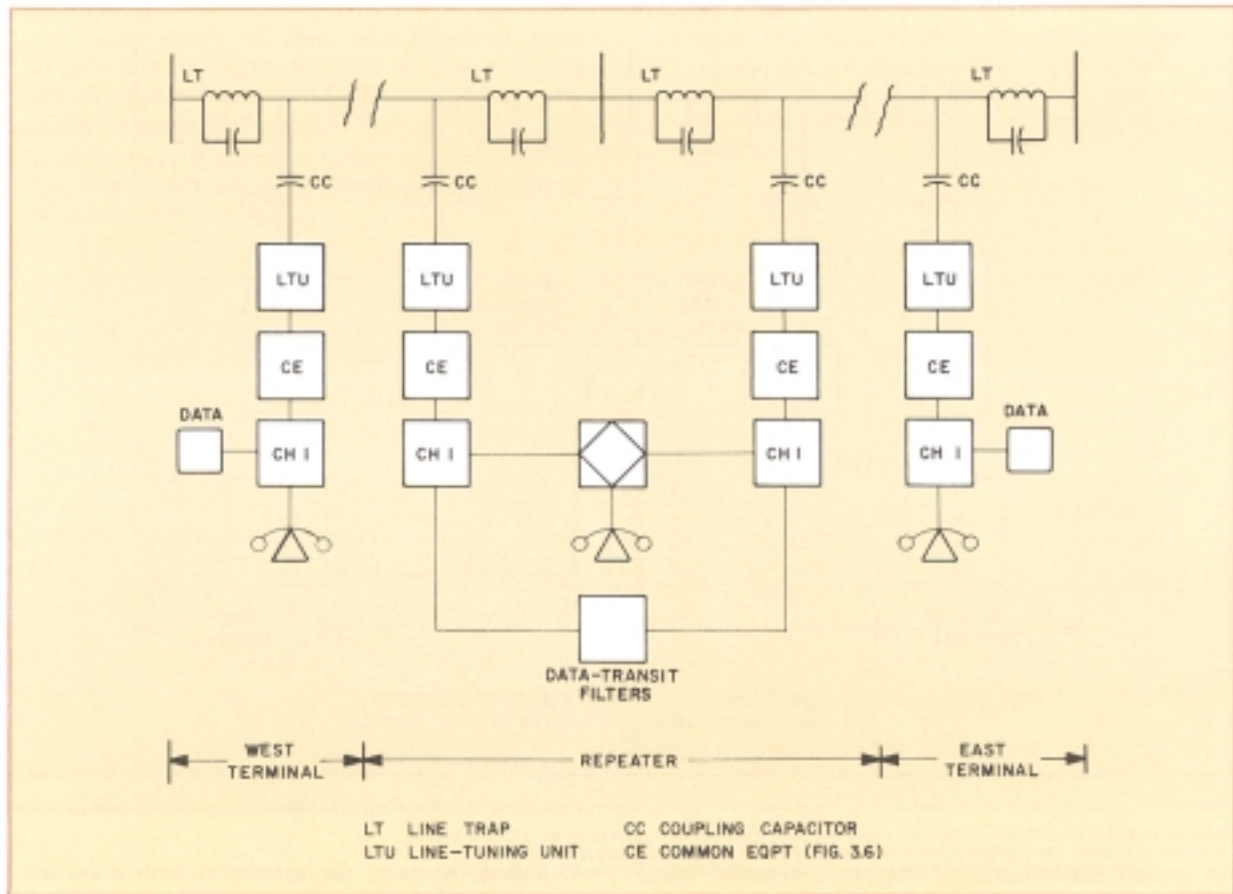 LT
LT
LT
LT
CC
CC
CC
CC
LTU
LTU
LTU
LTU
CE
CE
CE
CE
DATA
DATA
CH I
CH I
CH I
CH I
DATA-TRANSIT
FILTERS
WEST
TERMINAL
REPEATER
EAST
TERMINAL
LT LINE TRAP
CC COUPLING CAPACITOR
LTU LINE-TUNING UNIT
CE COMMON EQPT (FIG. 3.6)